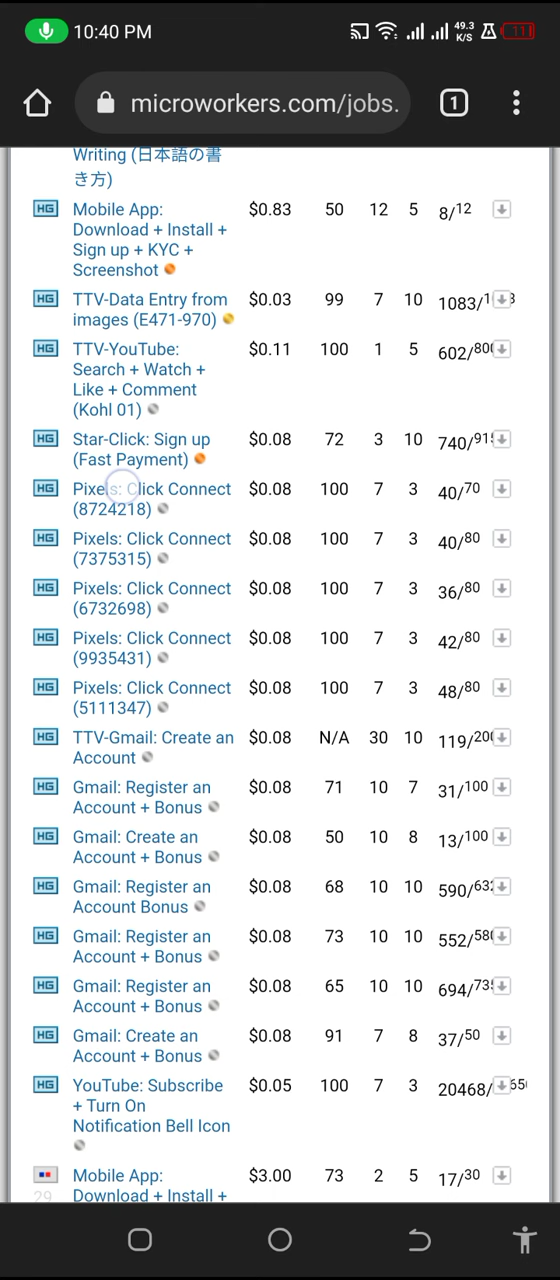 10:40 PM 49.3 K/S 11
microworkers.com/jobs. 1
Writing (日本語の書
き方)
HG Mobile App: $0.83 50 12 5 8/12
Download + Install +
Sign up + KYC +
Screenshot
HG TTV-Data Entry from $0.03 99 7 10 1083/
images (E471-970)
HG TTV-YouTube: $0.11 100 1 5 602/
Search + Watch +
Like + Comment
(Kohl 01)
HG Star-Click: Sign up $0.08 72 3 10 740/
(Fast Payment)
HG Pixels: Click Connect $0.08 100 7 3 40/70
(8724218)
HG Pixels: Click Connect $0.08 100 7 3 40/80
(7375315)
HG Pixels: Click Connect $0.08 100 7 3 36/80
(6732698)
HG Pixels: Click Connect $0.08 100 7 3 42/80
(9935431)
HG Pixels: Click Connect $0.08 100 7 3 48/80
(5111347)
HG TTV-Gmail: Create an $0.08 N/A 30 10 119/
Account
HG Gmail: Register an $0.08 71 10 7 31/100
Account + Bonus
HG Gmail: Create an $0.08 50 10 8 13/100
Account + Bonus
HG Gmail: Register an $0.08 68 10 10 590/
Account Bonus
HG Gmail: Register an $0.08 73 10 10 552/
Account + Bonus
HG Gmail: Register an $0.08 65 10 10 694/
Account + Bonus
HG Gmail: Create an $0.08 91 7 8 37/50
Account + Bonus
HG YouTube: Subscribe $0.05 100 7 3 20468/
+ Turn On
Notification Bell Icon
Mobile App: $3.00 73 2 5 17/30
29 Download + Install +